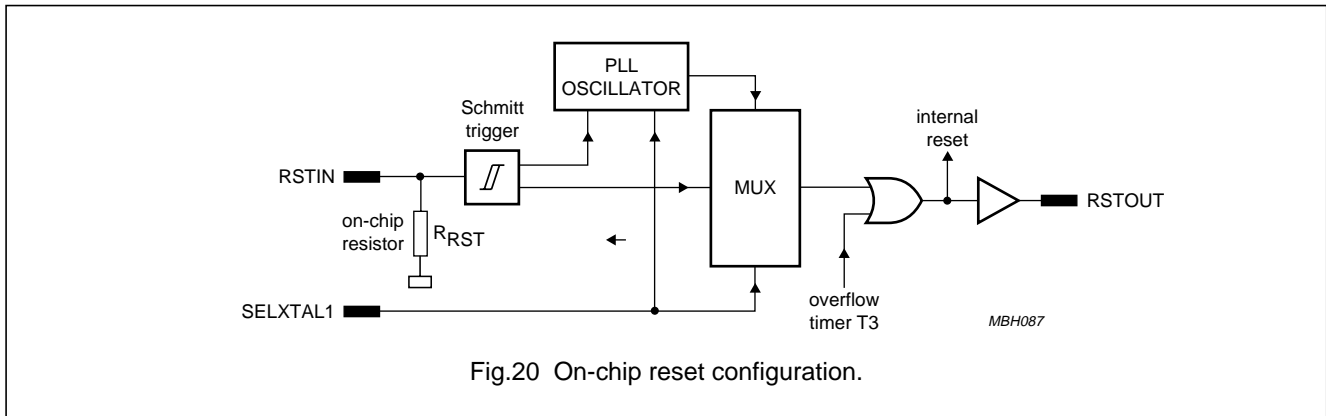 PLL
OSCILLATOR
Schmitt
trigger
internal
reset
RSTIN
MUX
RSTOUT
on-chip
resistor
RRST
SELXTAL1
overflow
timer T3
MBH087
Fig.20 On-chip reset configuration.